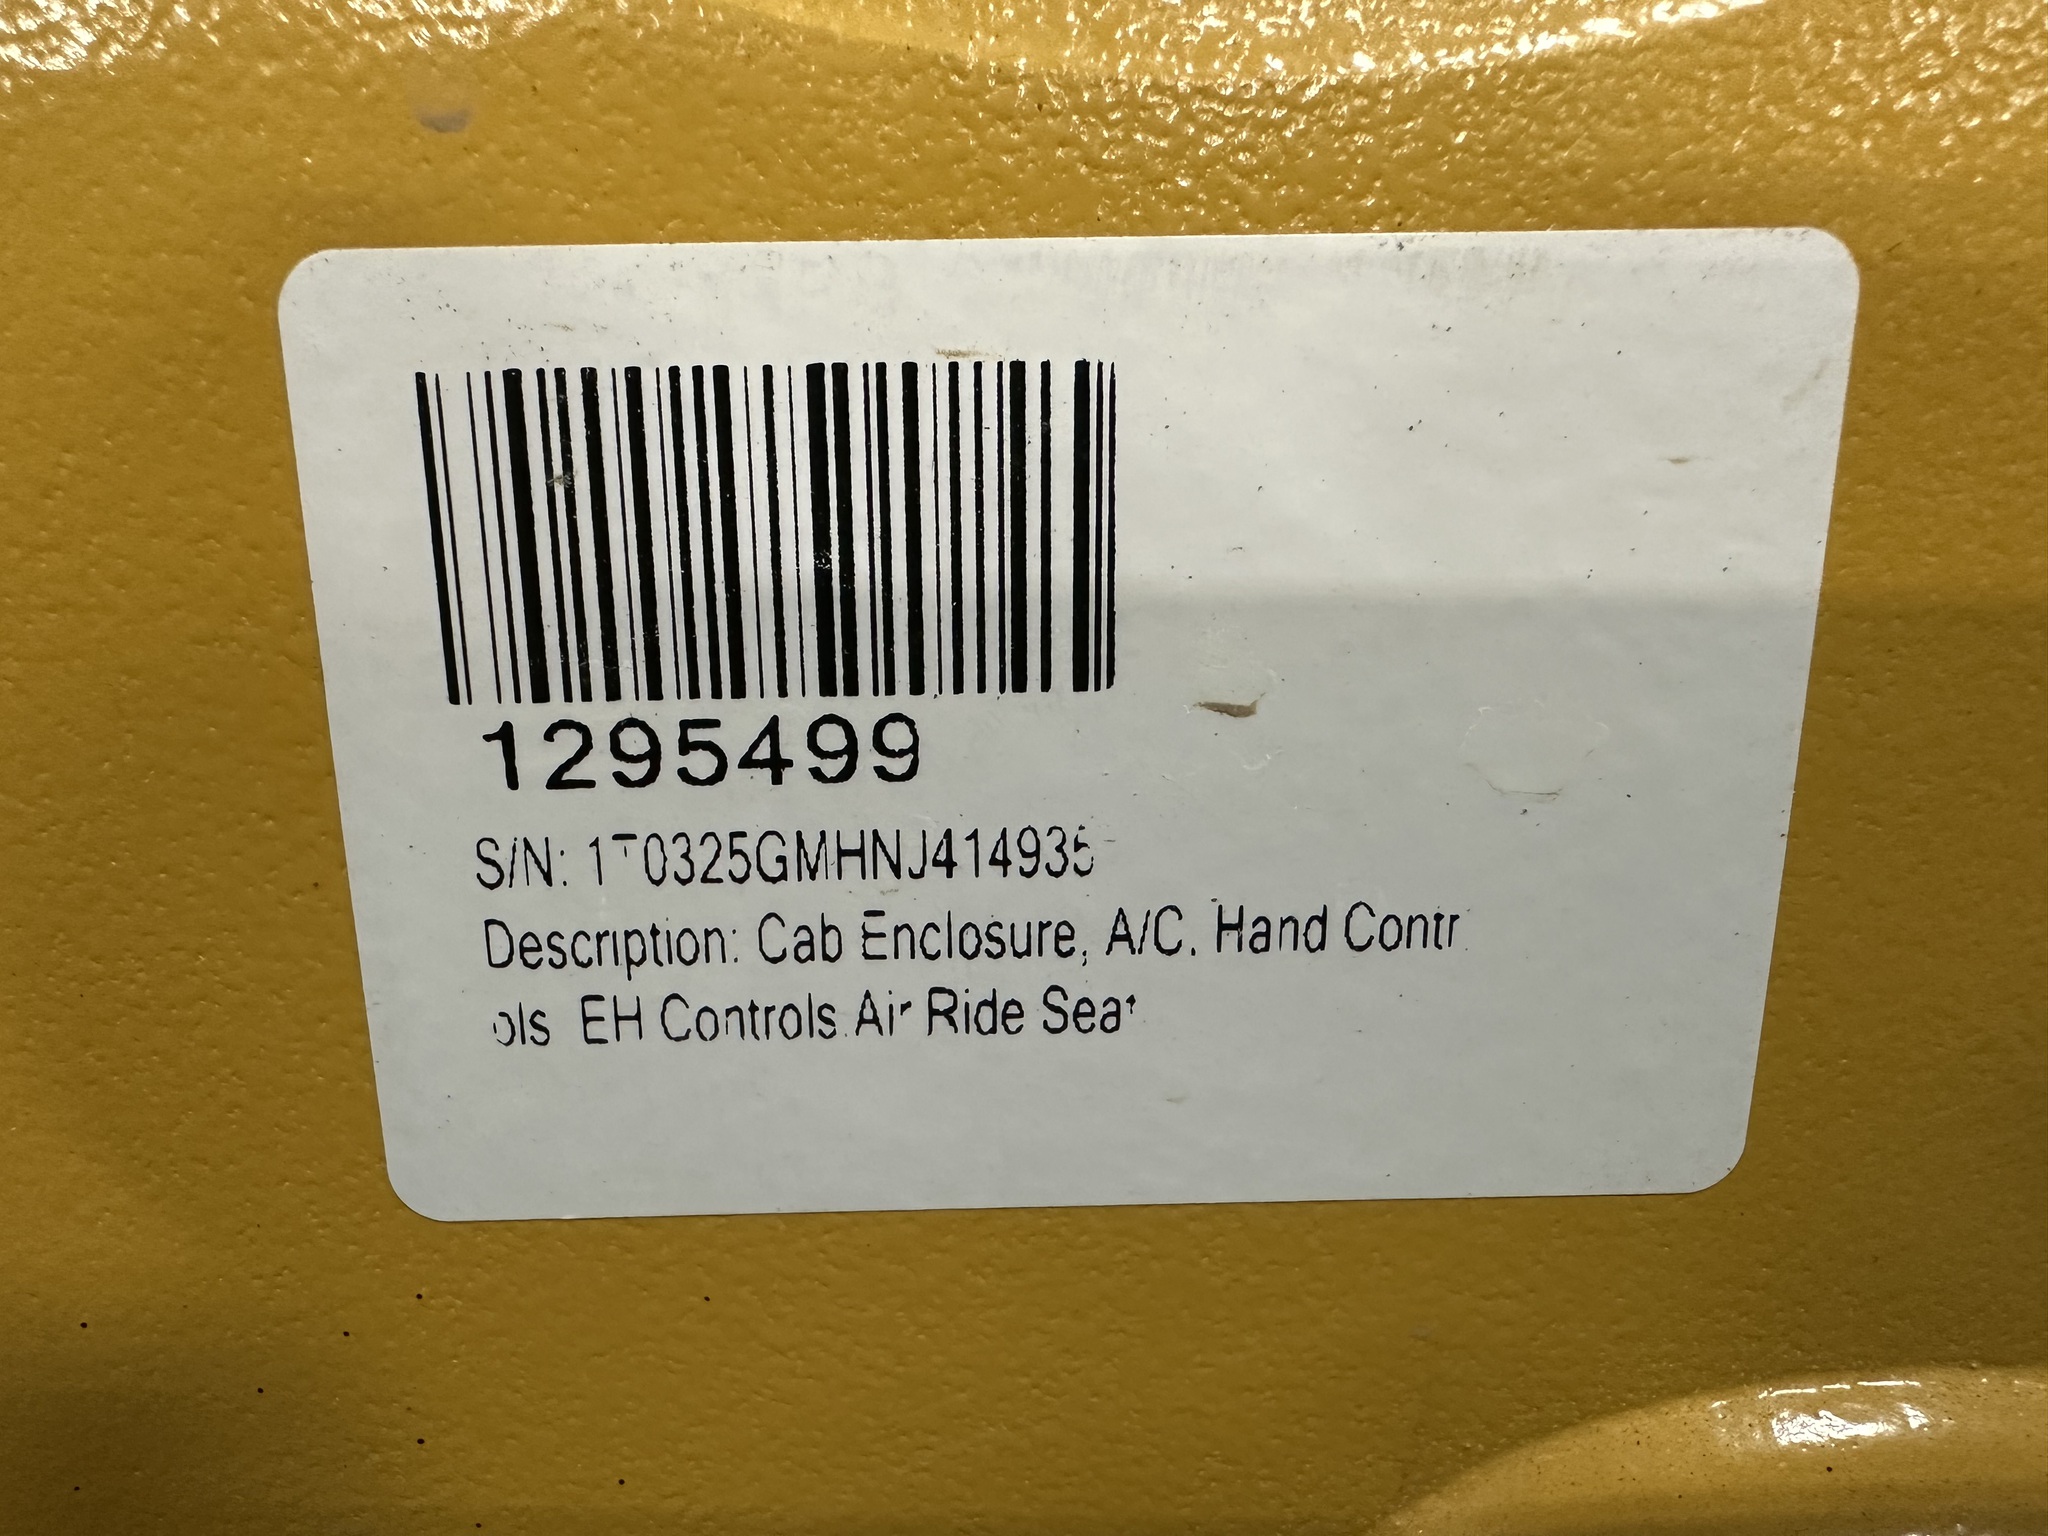 1295499
S/N: 1T0325GMHNJ414935
Description: Cab Enclosure, A/C, Hand Contr
ols, EH Controls,Air Ride Seat